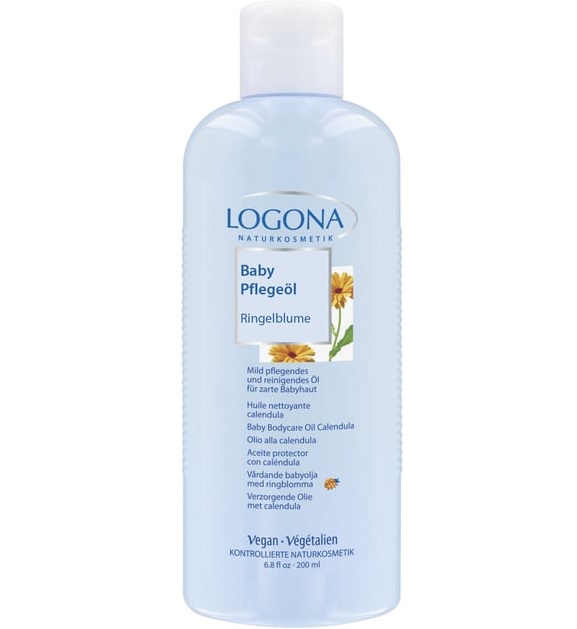 LOGONA
NATURKOSMETIK
Baby
Pflegeöl
Ringelblume
Mild pflegendes
und reinigendes Öl
für zarte Babyhaut
Huile nettoyante
calendula
Baby Bodycare Oil Calendula
Olio alla calendula
Aceite protector
con caléndula
Vårdande babyolja
med ringblomma
Verzorgende Olie
met calendula
Vegan · Végétalien
KONTROLLIERTE NATURKOSMETIK
6.8 fl oz · 200 ml